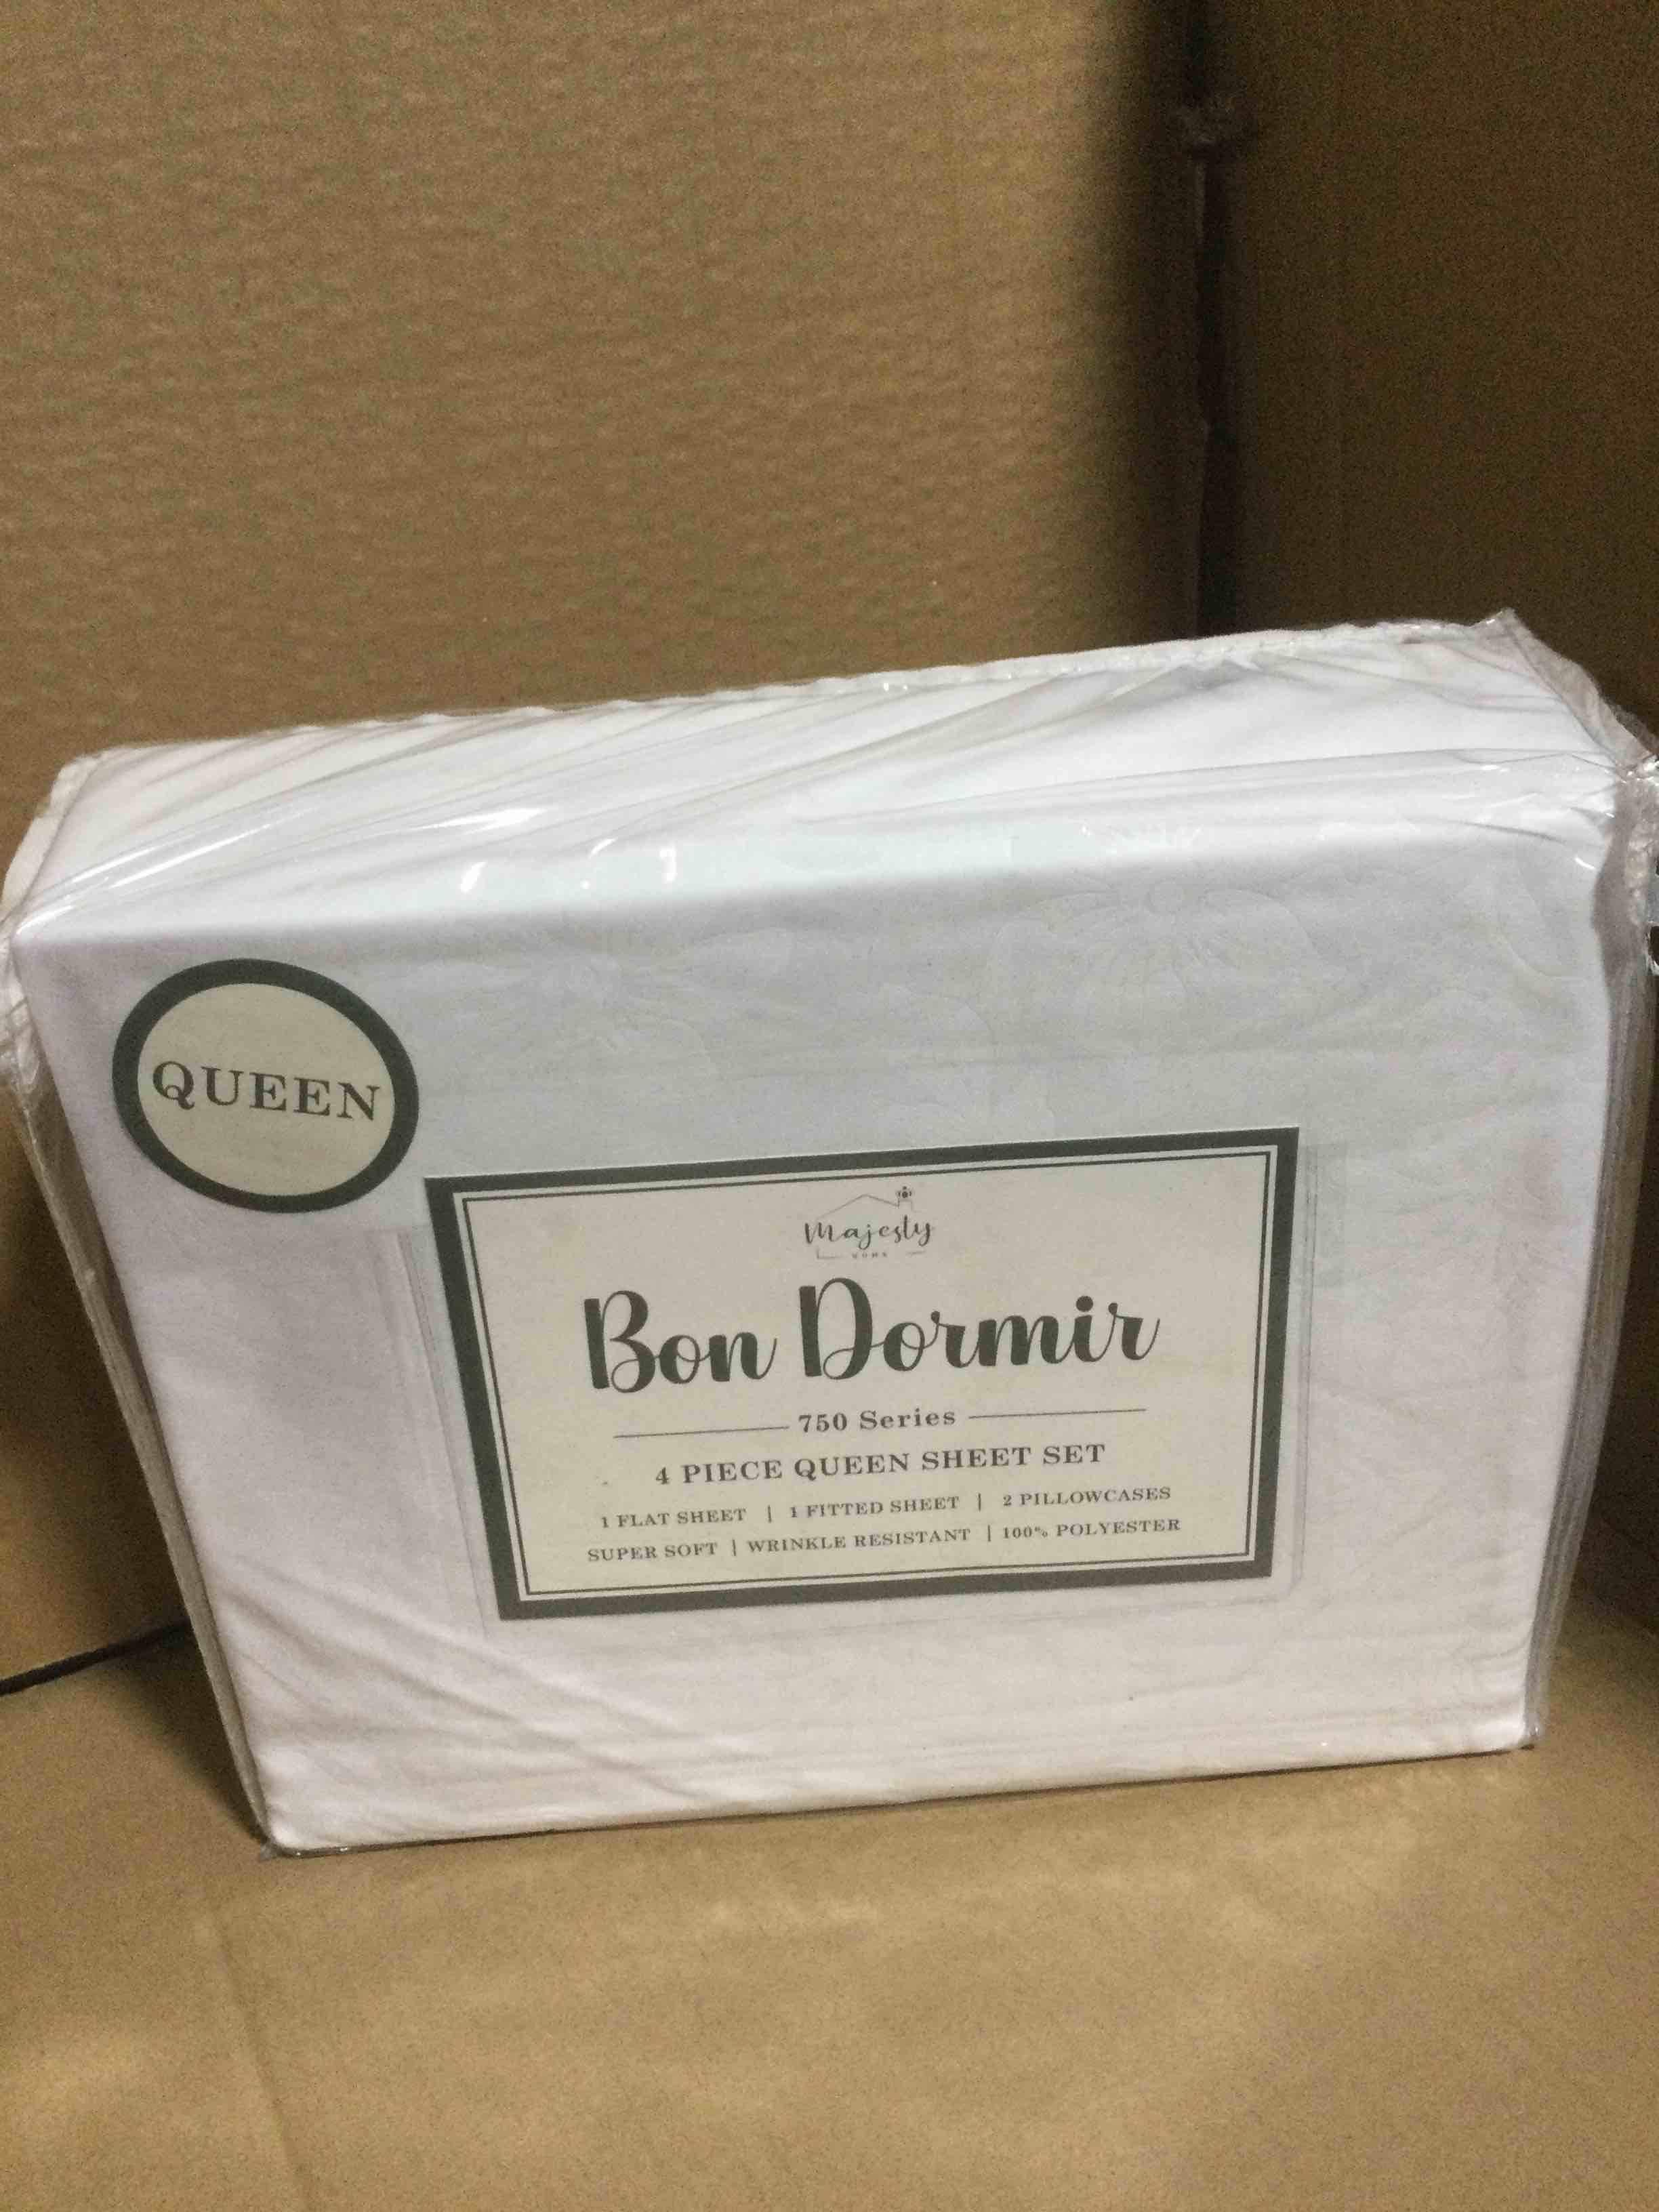 QUEEN
Majesty
HOME
Bon Dormir
750 Series
4 PIECE QUEEN SHEET SET
1 FLAT SHEET | 1 FITTED SHEET | 2 PILLOWCASES
SUPER SOFT | WRINKLE RESISTANT | 100% POLYESTER